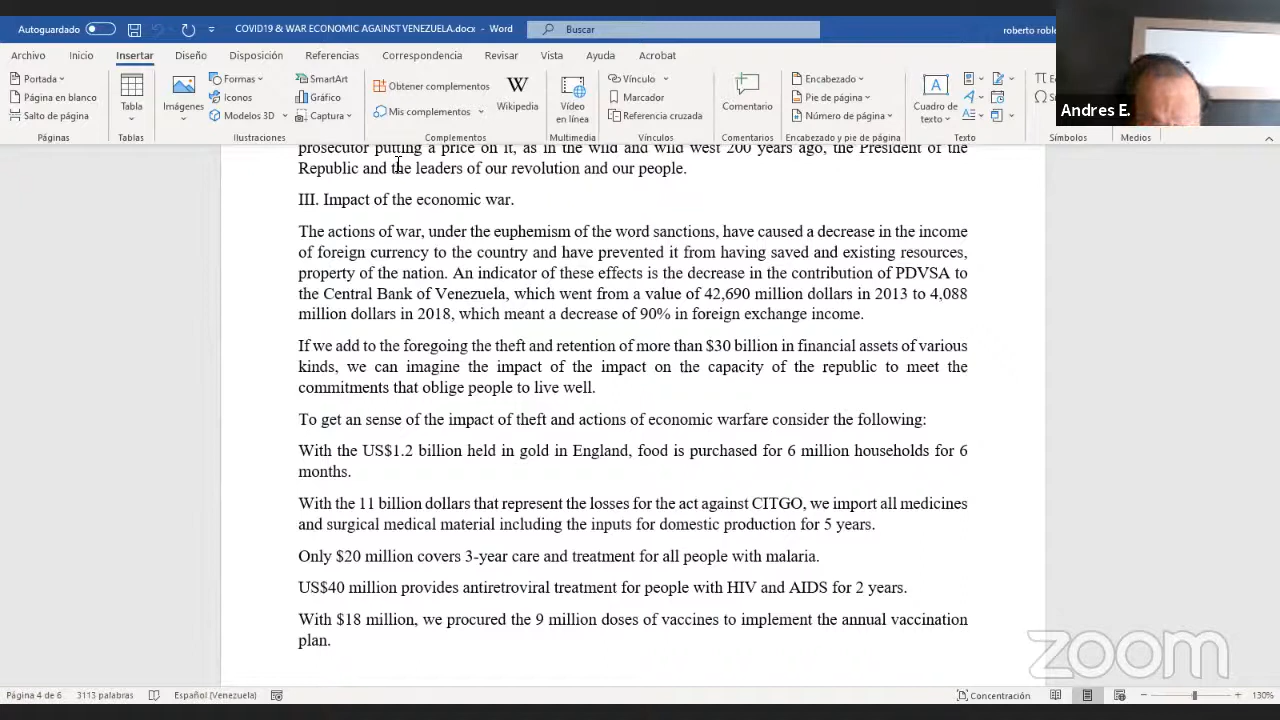 Autoguardado COVID19 & WAR ECONOMIC AGAINST VENEZUELA.docx - Word Buscar roberto roble
Archivo Inicio Insertar Diseño Disposición Referencias Correspondencia Revisar Vista Ayuda Acrobat
Portada
Página en blanco
Salto de página
Páginas
Tabla
Tablas
Imágenes
Formas
Iconos
Modelos 3D
SmartArt
Gráfico
Captura
Ilustraciones
Obtener complementos
Mis complementos
Wikipedia
Complementos
Vídeo
en línea
Multimedia
Vínculo
Marcador
Referencia cruzada
Vínculos
Comentario
Comentarios
Encabezado
Pie de página
Número de página
Encabezado y pie de página
Cuadro de
texto
Texto
Símbolos
Medios
Andres E.
prosecutor putting a price on it, as in the wild and wild west 200 years ago, the President of the
Republic and the leaders of our revolution and our people.
III. Impact of the economic war.
The actions of war, under the euphemism of the word sanctions, have caused a decrease in the income
of foreign currency to the country and have prevented it from having saved and existing resources,
property of the nation. An indicator of these effects is the decrease in the contribution of PDVSA to
the Central Bank of Venezuela, which went from a value of 42,690 million dollars in 2013 to 4,088
million dollars in 2018, which meant a decrease of 90% in foreign exchange income.
If we add to the foregoing the theft and retention of more than $30 billion in financial assets of various
kinds, we can imagine the impact of the impact on the capacity of the republic to meet the
commitments that oblige people to live well.
To get an sense of the impact of theft and actions of economic warfare consider the following:
With the US$1.2 billion held in gold in England, food is purchased for 6 million households for 6
months.
With the 11 billion dollars that represent the losses for the act against CITGO, we import all medicines
and surgical medical material including the inputs for domestic production for 5 years.
Only $20 million covers 3-year care and treatment for all people with malaria.
US$40 million provides antiretroviral treatment for people with HIV and AIDS for 2 years.
With $18 million, we procured the 9 million doses of vaccines to implement the annual vaccination
plan.
zoom
Página 4 de 6 3113 palabras Español (Venezuela) Concentración 130%